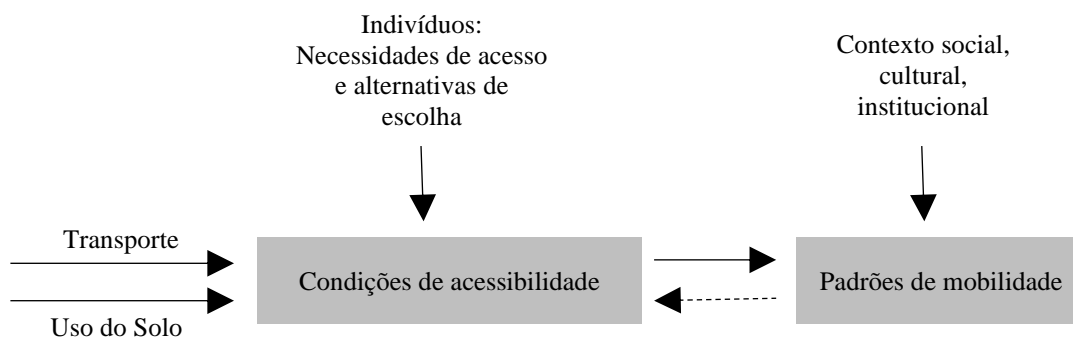 Indivíduos:
Necessidades de acesso
e alternativas de
escolha
Contexto social,
cultural,
institucional
Transporte
Uso do Solo
Condições de acessibilidade
Padrões de mobilidade